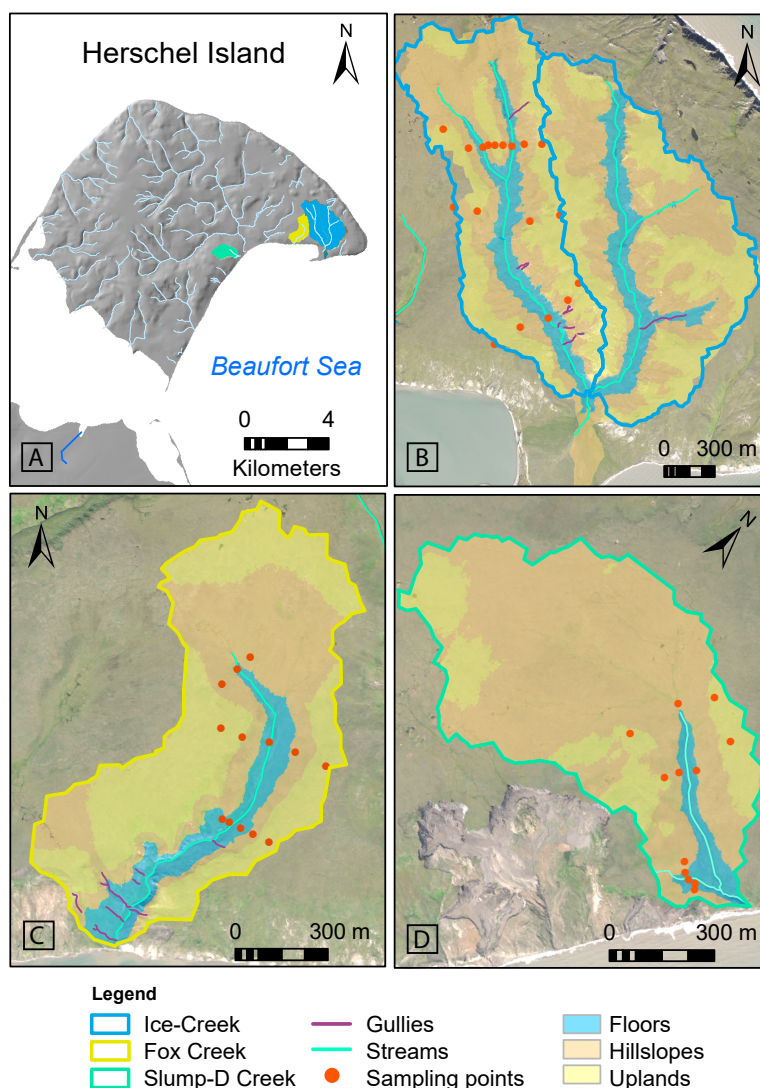 Herschel Island
N
Beaufort Sea
0 4
Kilometers
A
N
0 300 m
B
N
0 300 m
C
N
0 300 m
D
Legend
Ice-Creek Gullies Floors
Fox Creek Streams Hillslopes
Slump-D Creek Sampling points Uplands